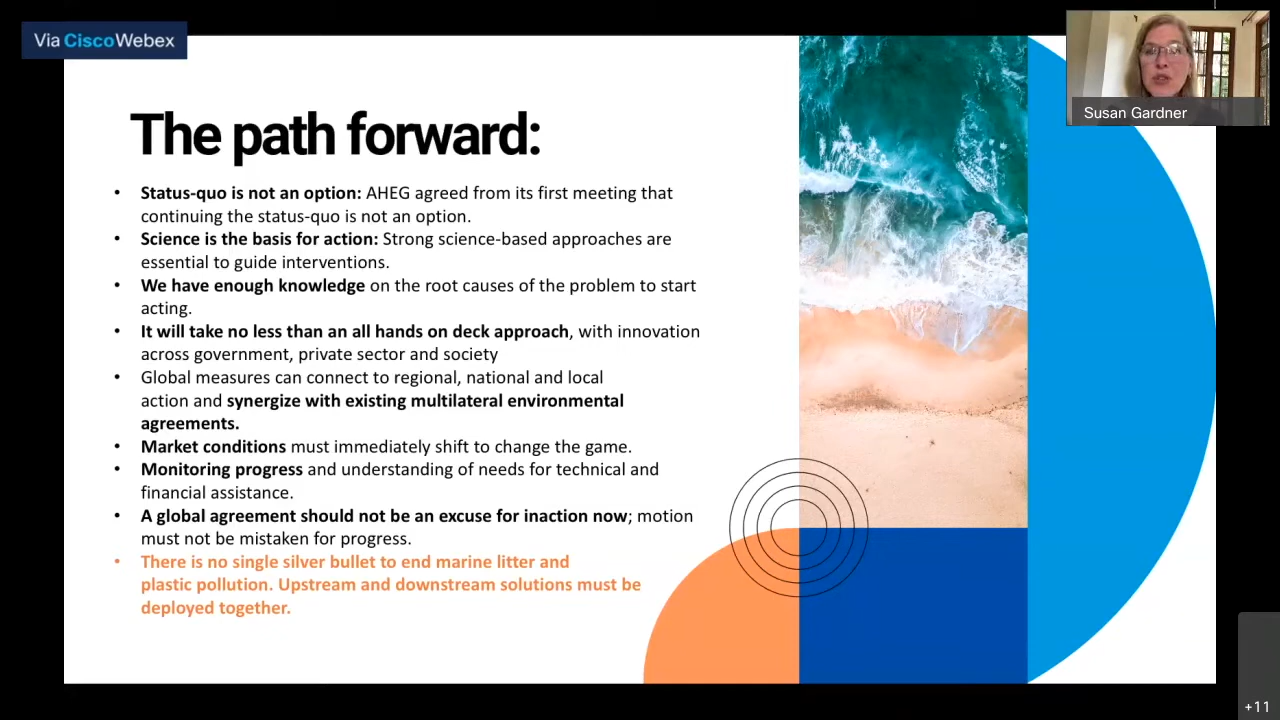 Via Cisco Webex
Susan Gardner
The path forward:
• Status-quo is not an option: AHEG agreed from its first meeting that
continuing the status-quo is not an option.
• Science is the basis for action: Strong science-based approaches are
essential to guide interventions.
• We have enough knowledge on the root causes of the problem to start
acting.
• It will take no less than an all hands on deck approach, with innovation
across government, private sector and society
• Global measures can connect to regional, national and local
action and synergize with existing multilateral environmental
agreements.
• Market conditions must immediately shift to change the game.
• Monitoring progress and understanding of needs for technical and
financial assistance.
• A global agreement should not be an excuse for inaction now; motion
must not be mistaken for progress.
• There is no single silver bullet to end marine litter and
plastic pollution. Upstream and downstream solutions must be
deployed together.
+11